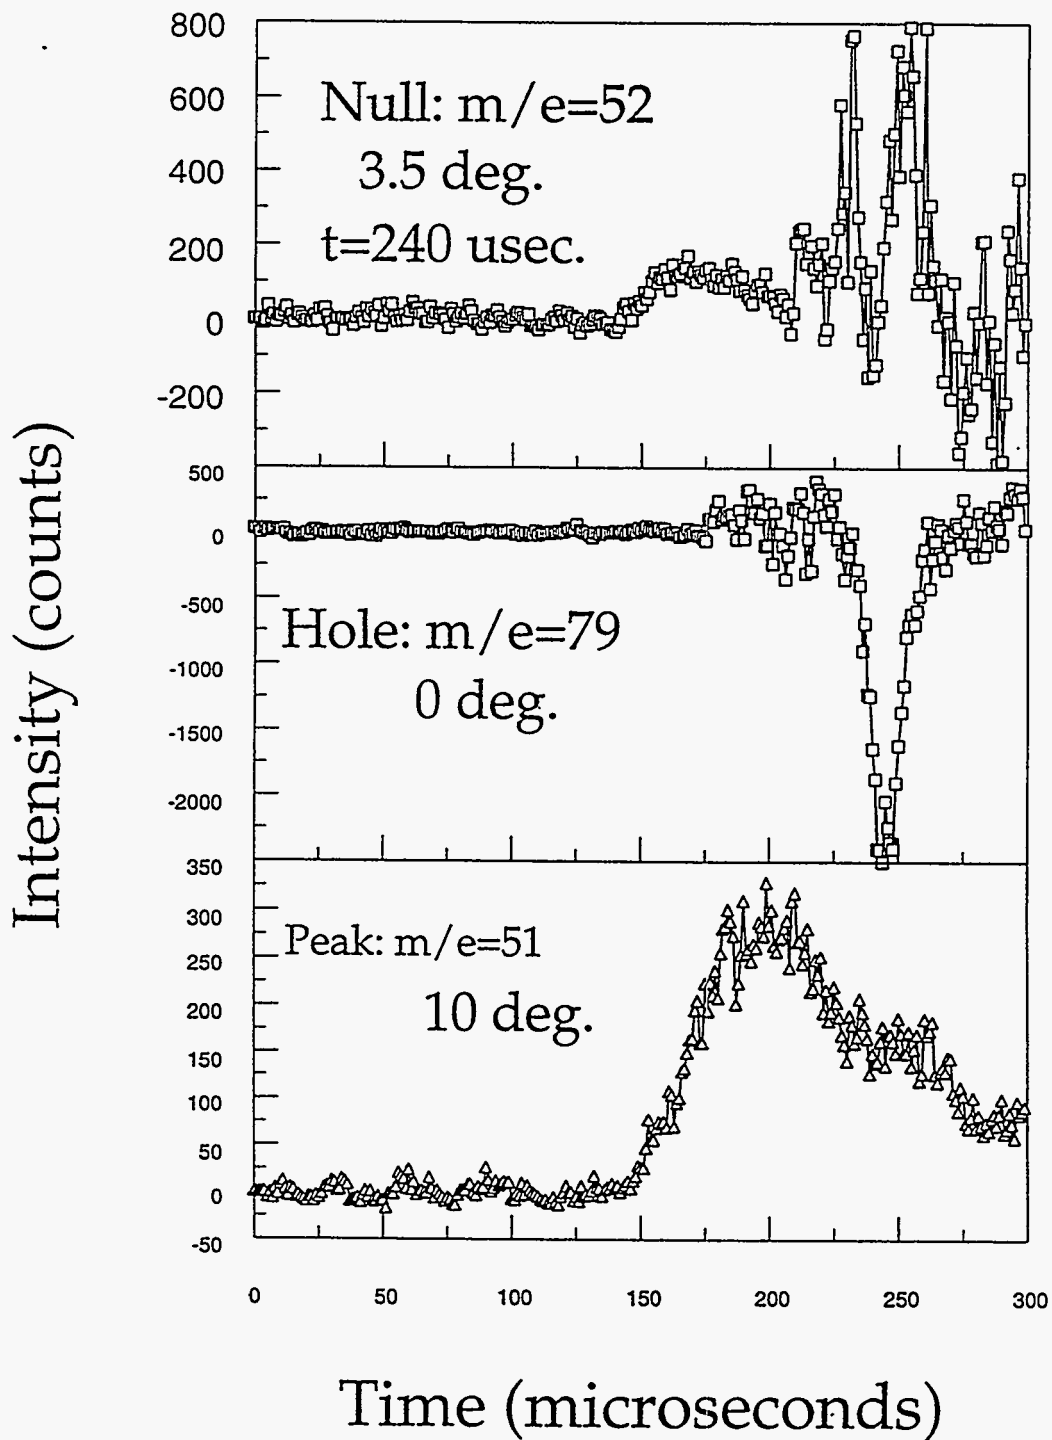 800
600
400
200
0
-200
Null: m/e=52
3.5 deg.
t=240 usec.
500
0
-500
-1000
-1500
-2000
Hole: m/e=79
0 deg.
350
300
250
200
150
100
50
0
-50
Peak: m/e=51
10 deg.
0 50 100 150 200 250 300
Intensity (counts)
Time (microseconds)